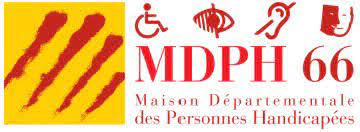 MDPH 66
Maison Départementale
des Personnes Handicapées